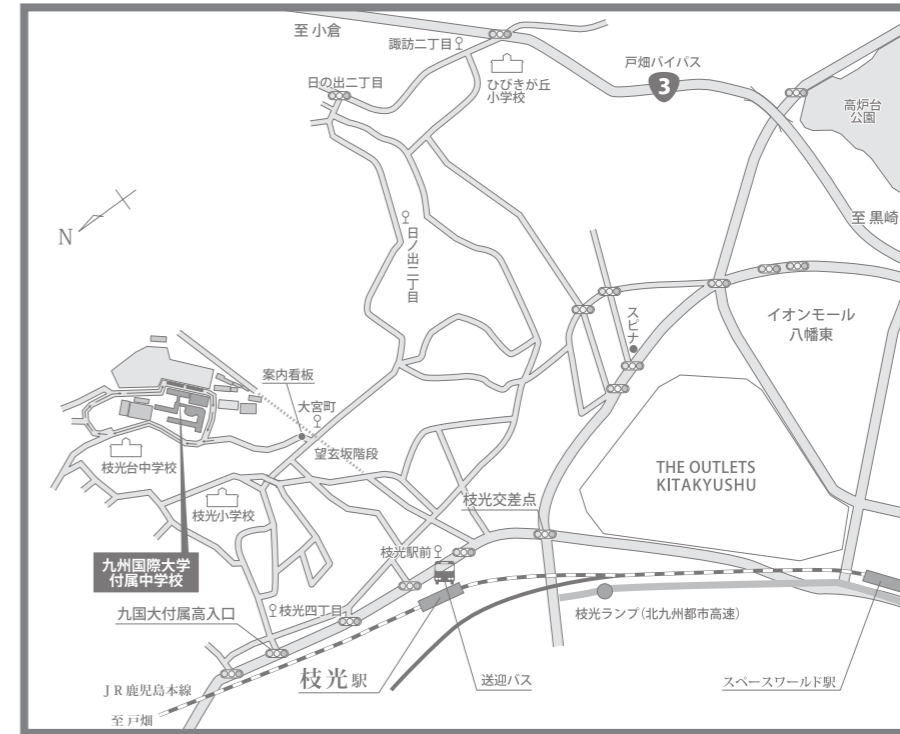 至 小倉
諏訪二丁目
ひびきが丘
小学校
戸畑バイパス
3
日の出二丁目
高炉台
公園
至 黒崎
N
日ノ出二丁目
スピナ
イオンモール
八幡東
案内看板
大宮町
望玄坂階段
枝光台中学校
枝光小学校
THE OUTLETS
KITAKYUSHU
枝光交差点
九州国際大学
付属中学校
枝光駅前
九国大付属高入口
枝光四丁目
枝光ランプ（北九州都市高速）
枝光駅
送迎バス
スペースワールド駅
ＪＲ鹿児島本線
至 戸畑